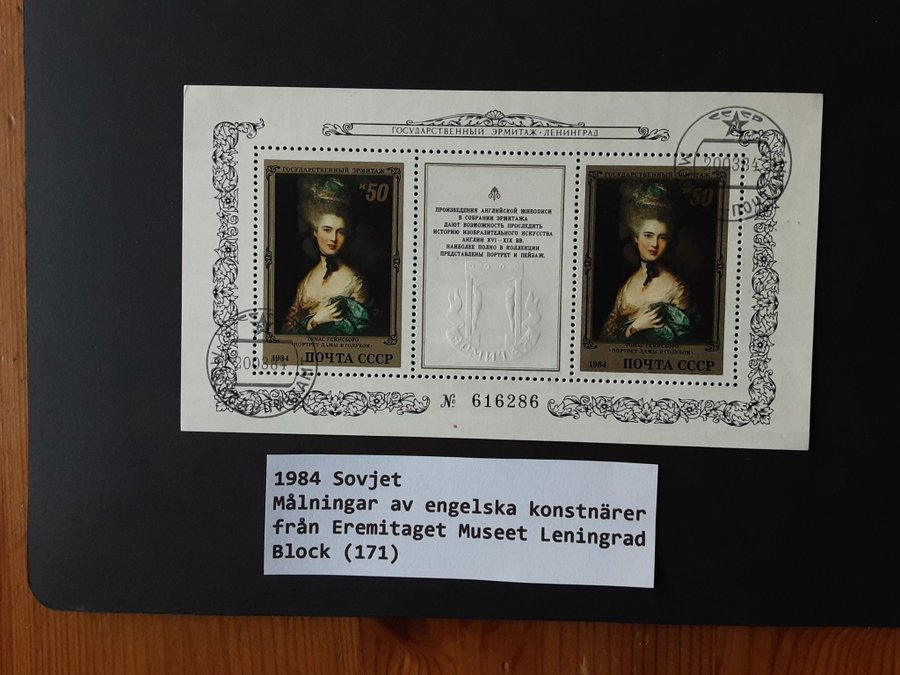 ГОСУДАРСТВЕННЫЙ ЭРМИТАЖ • ЛЕНИНГРАД
СССР
200384
ГОСУДАРСТВЕННЫЙ ЭРМИТАЖ
К50
ТОМАС ГЕЙНСБОРО
ПОРТРЕТ ДАМЫ В ГОЛУБОМ
1984 ПОЧТА СССР
ПРОИЗВЕДЕНИЯ АНГЛИЙСКОЙ ЖИВОПИСИ
В СОБРАНИИ ЭРМИТАЖА
ДАЮТ ВОЗМОЖНОСТЬ ПРОСЛЕДИТЬ
ИСТОРИЮ ИЗОБРАЗИТЕЛЬНОГО ИСКУССТВА
АНГЛИИ XVI—XIX ВВ.
НАИБОЛЕЕ ПОЛНО В КОЛЛЕКЦИИ
ПРЕДСТАВЛЕНЫ ПОРТРЕТ И ПЕЙЗАЖ.
ЭРМИТАЖ
ГОСУДАРСТВЕННЫЙ ЭРМИТАЖ
50
ТОМАС ГЕЙНСБОРО
ПОРТРЕТ ДАМЫ В ГОЛУБОМ
1984 ПОЧТА СССР
200384
№ 616286
1984 Sovjet
Målningar av engelska konstnärer
från Eremitaget Museet Leningrad
Block (171)